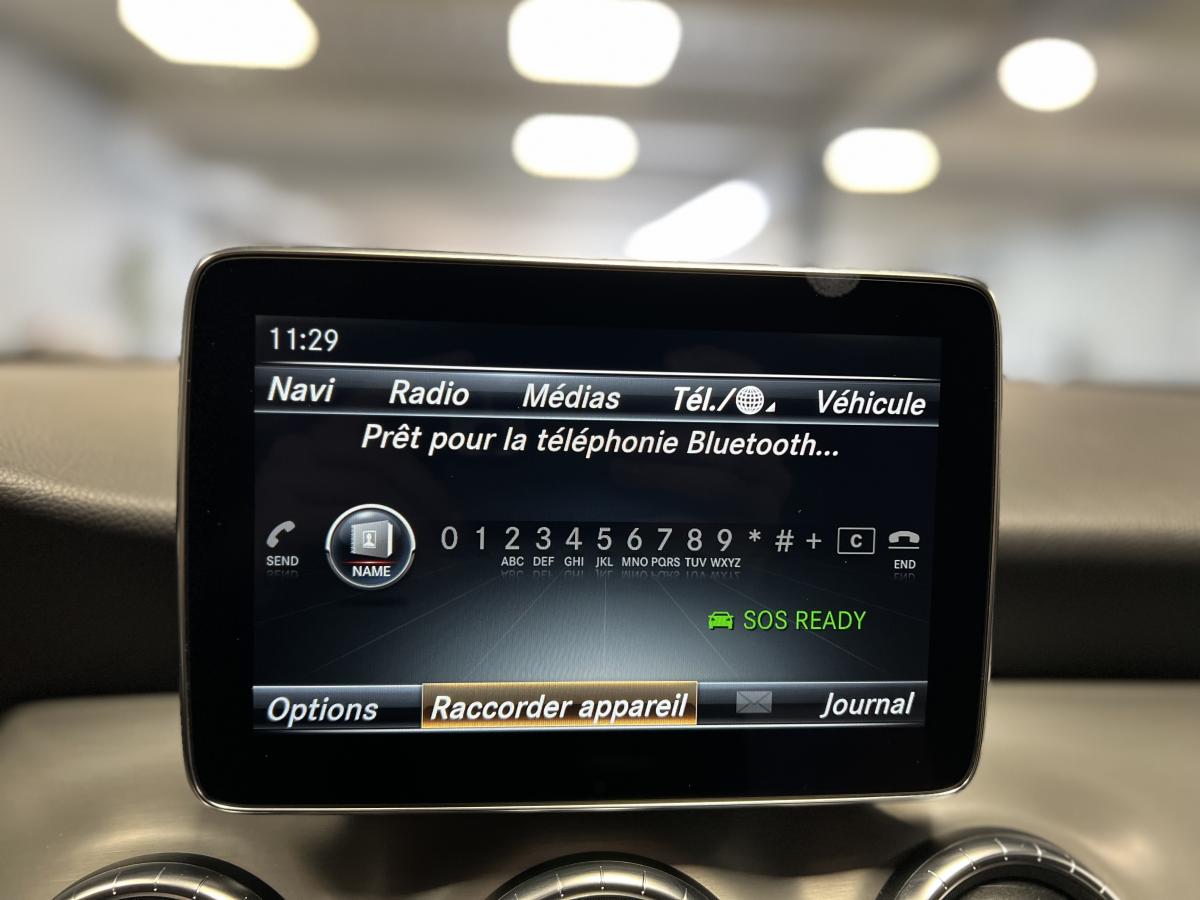 11:29
Navi Radio Médias Tél./ Véhicule
Prêt pour la téléphonie Bluetooth...
0 1 2 3 4 5 6 7 8 9 * # + C
SEND NAME ABC DEF GHI JKL MNO PQRS TUV WXYZ END
SOS READY
Options Raccorder appareil Journal